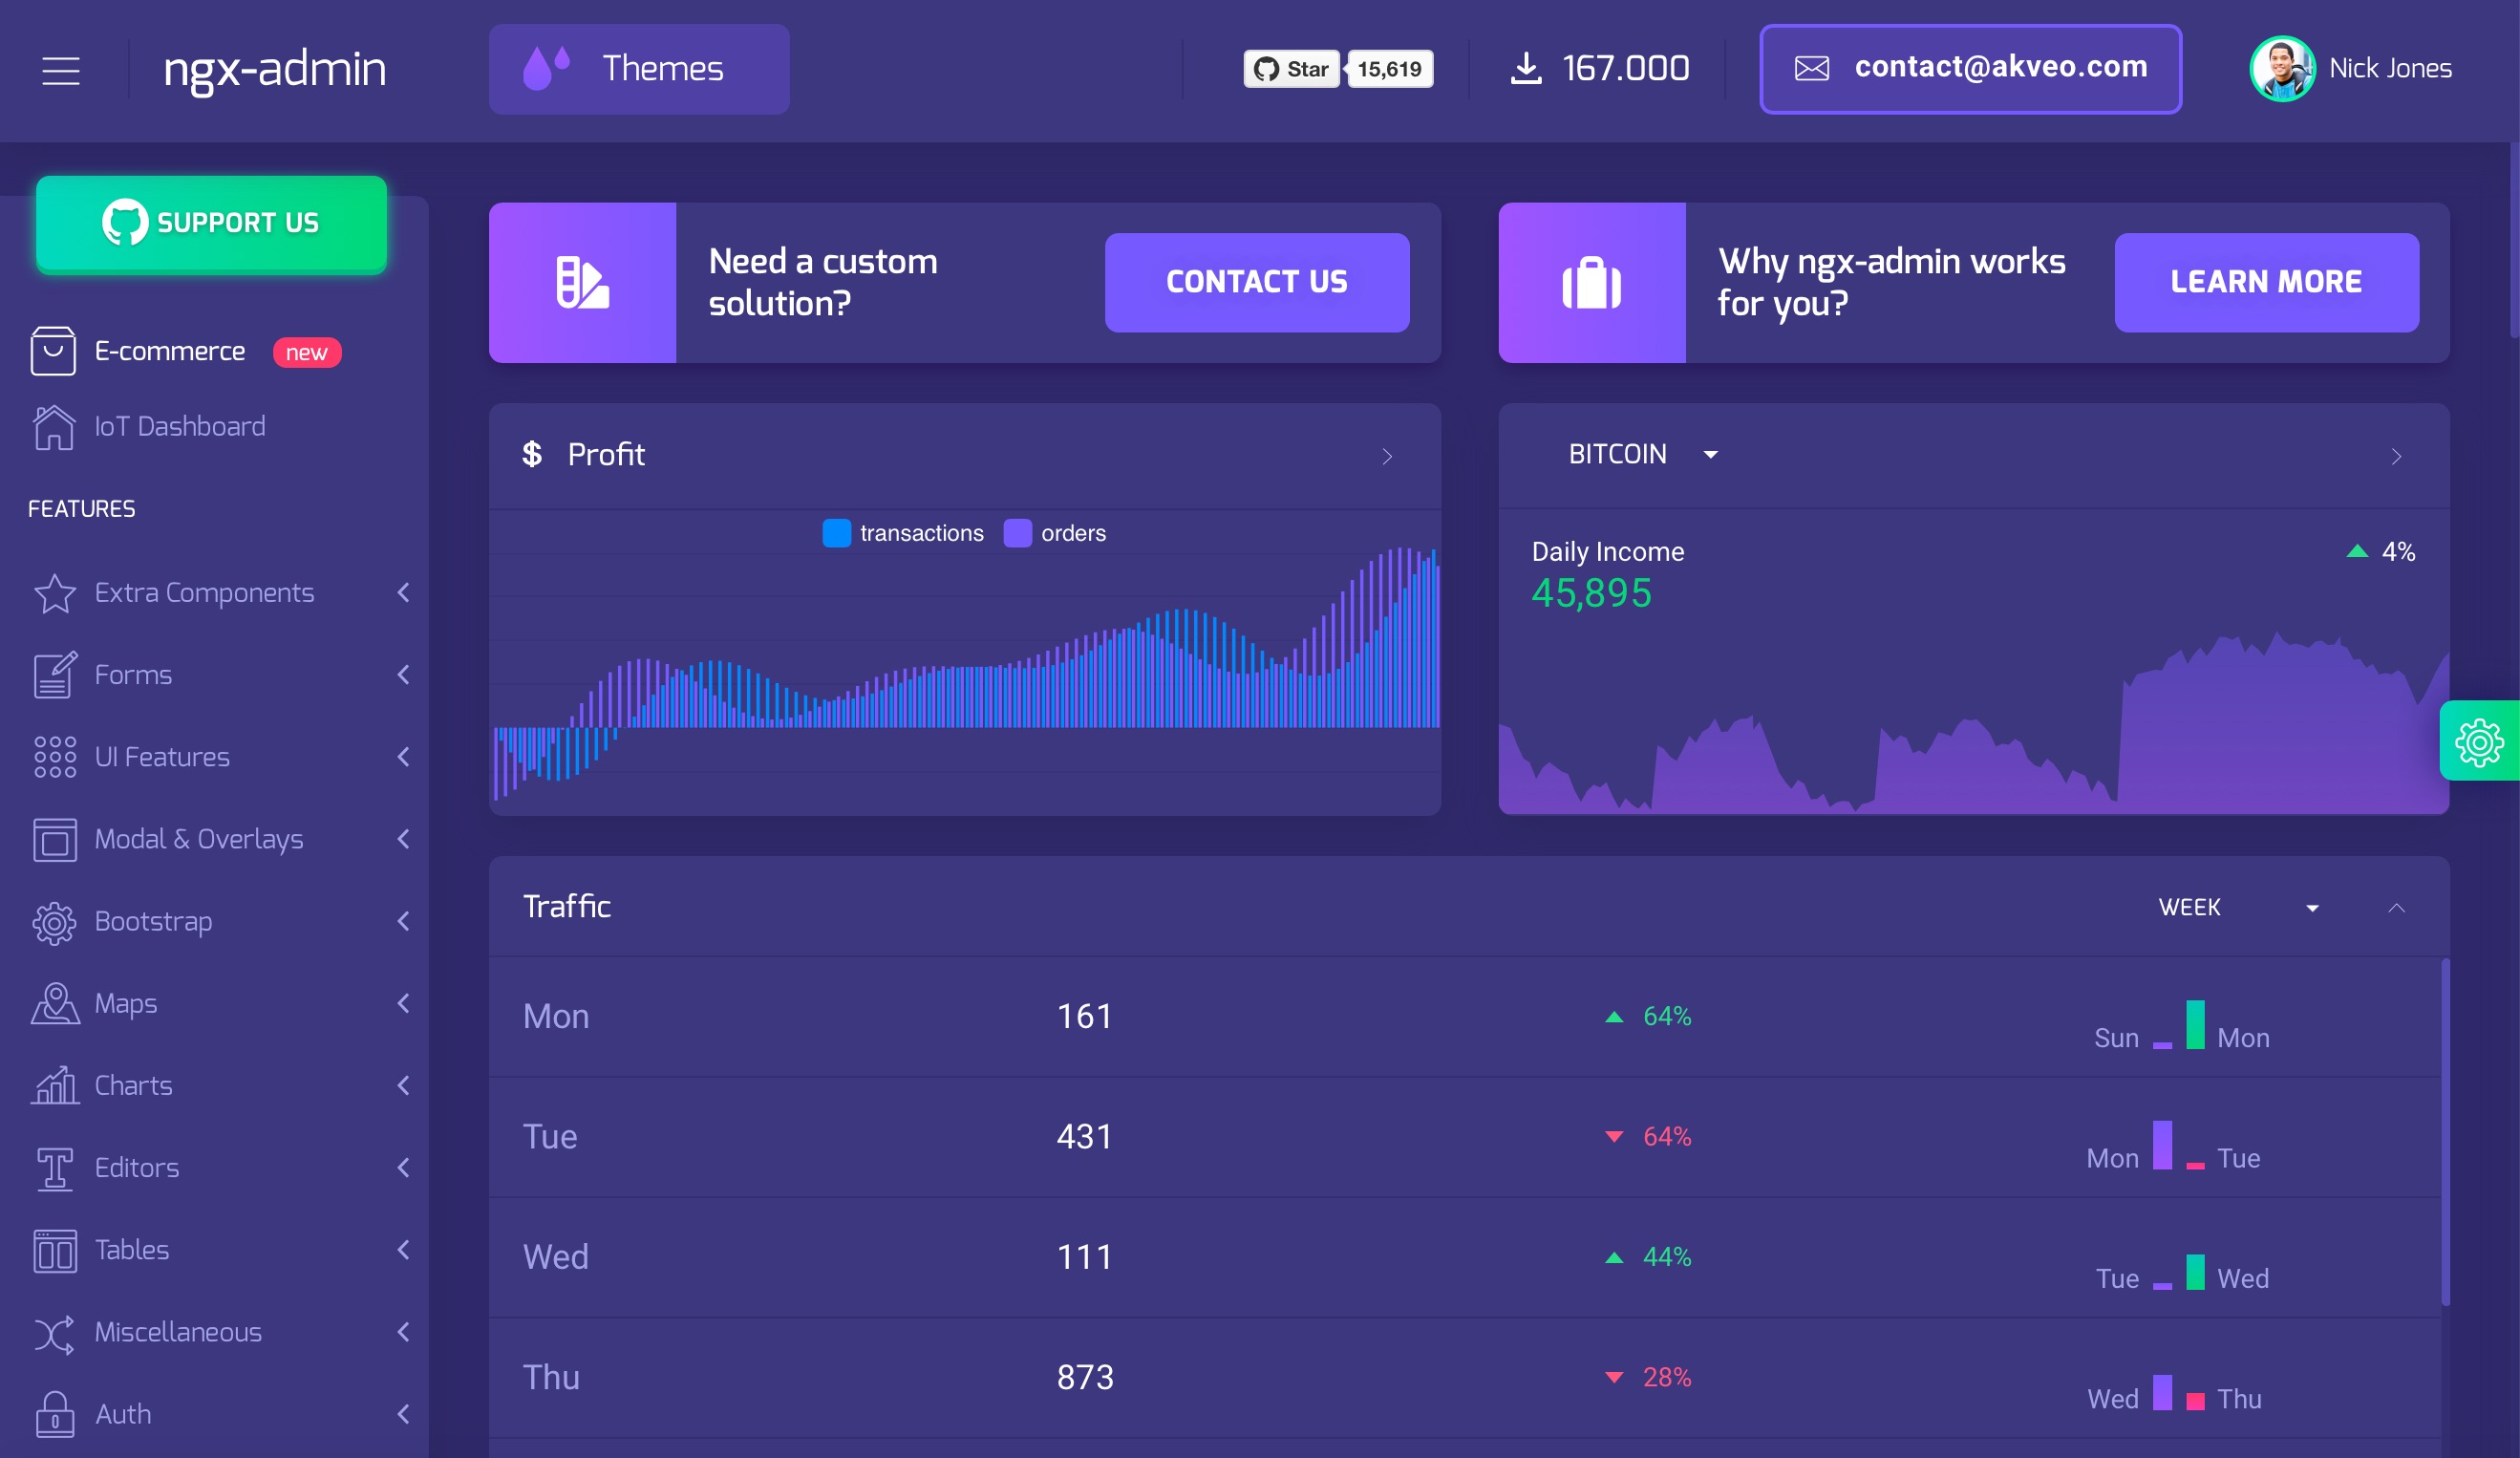 ngx-admin
Themes
Star
15,619
167.000
contact@akveo.com
Nick Jones
SUPPORT US
E-commerce new
IoT Dashboard
FEATURES
Extra Components
Forms
UI Features
Modal & Overlays
Bootstrap
Maps
Charts
Editors
Tables
Miscellaneous
Auth
Need a custom
solution?
CONTACT US
Why ngx-admin works
for you?
LEARN MORE
$ Profit
transactions orders
BITCOIN
Daily Income
45,895
4%
Traffic
WEEK
Mon 161 64% Sun Mon
Tue 431 64% Mon Tue
Wed 111 44% Tue Wed
Thu 873 28% Wed Thu